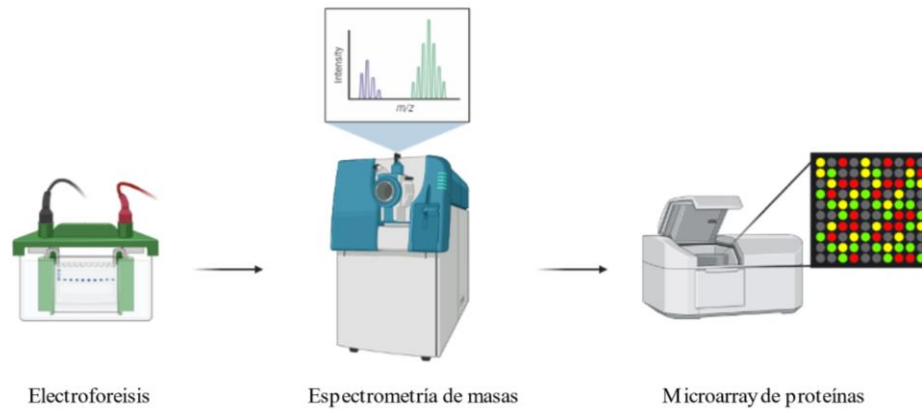 Intensity
m/z
Electroforeisis
Espectrometría de masas
Microarray de proteínas